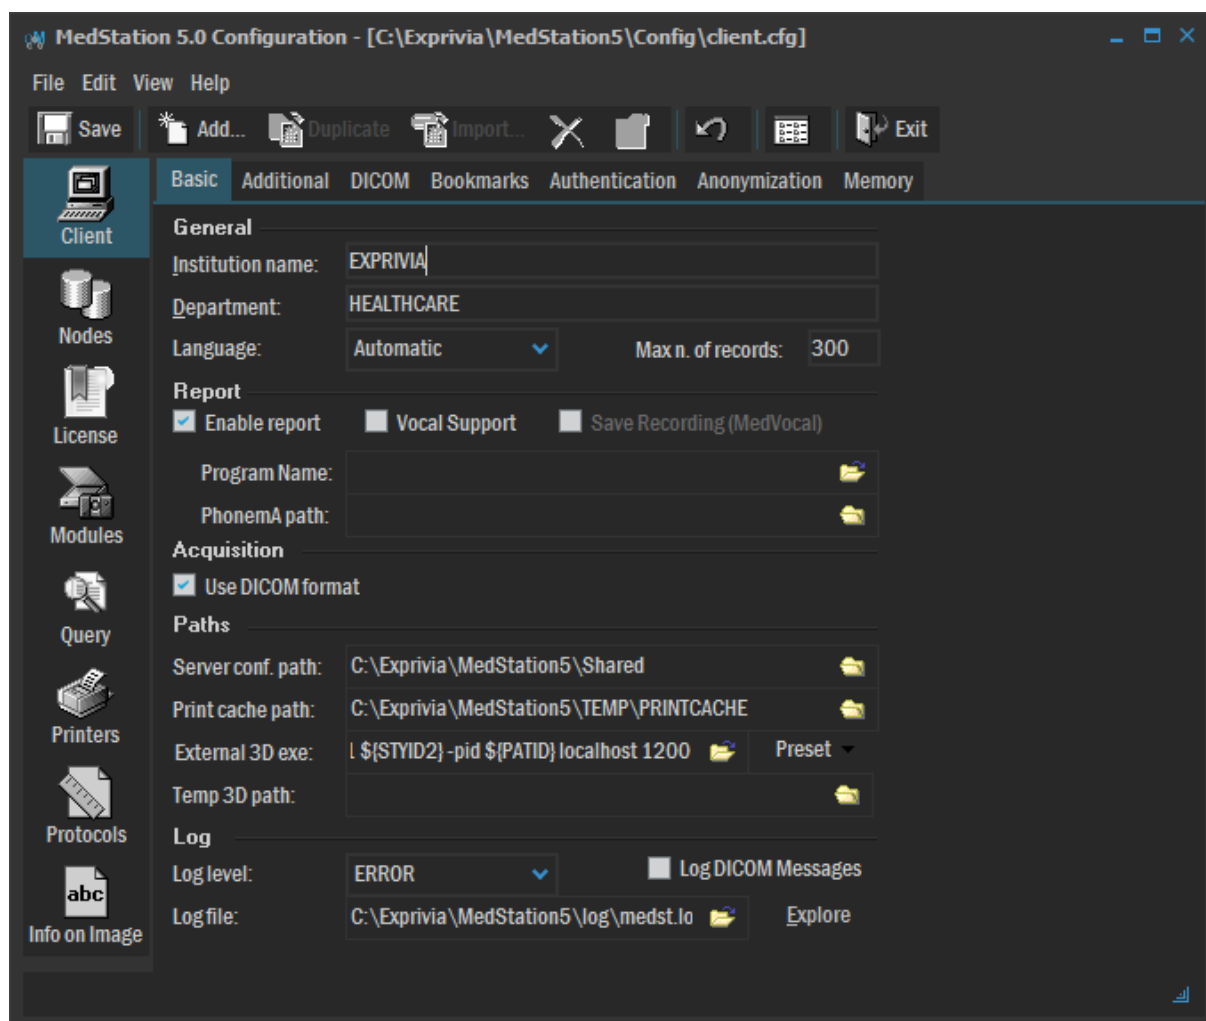 MedStation 5.0 Configuration - [C:\Exprivia\MedStation5\Config\client.cfg]
File Edit View Help
Save Add... Duplicate Import... Exit
Basic Additional DICOM Bookmarks Authentication Anonymization Memory
Client
Nodes
License
Modules
Query
Printers
Protocols
abc
Info on Image
General
Institution name: EXPRIVIA
Department: HEALTHCARE
Language: Automatic Max n. of records: 300
Report
Enable report Vocal Support Save Recording (MedVocal)
Program Name:
PhonemA path:
Acquisition
Use DICOM format
Paths
Server conf. path: C:\Exprivia\MedStation5\Shared
Print cache path: C:\Exprivia\MedStation5\TEMP\PRINTCACHE
External 3D exe: l ${STYID2} -pid ${PATID} localhost 1200 Preset
Temp 3D path:
Log
Log level: ERROR Log DICOM Messages
Log file: C:\Exprivia\MedStation5\log\medst.lo Explore